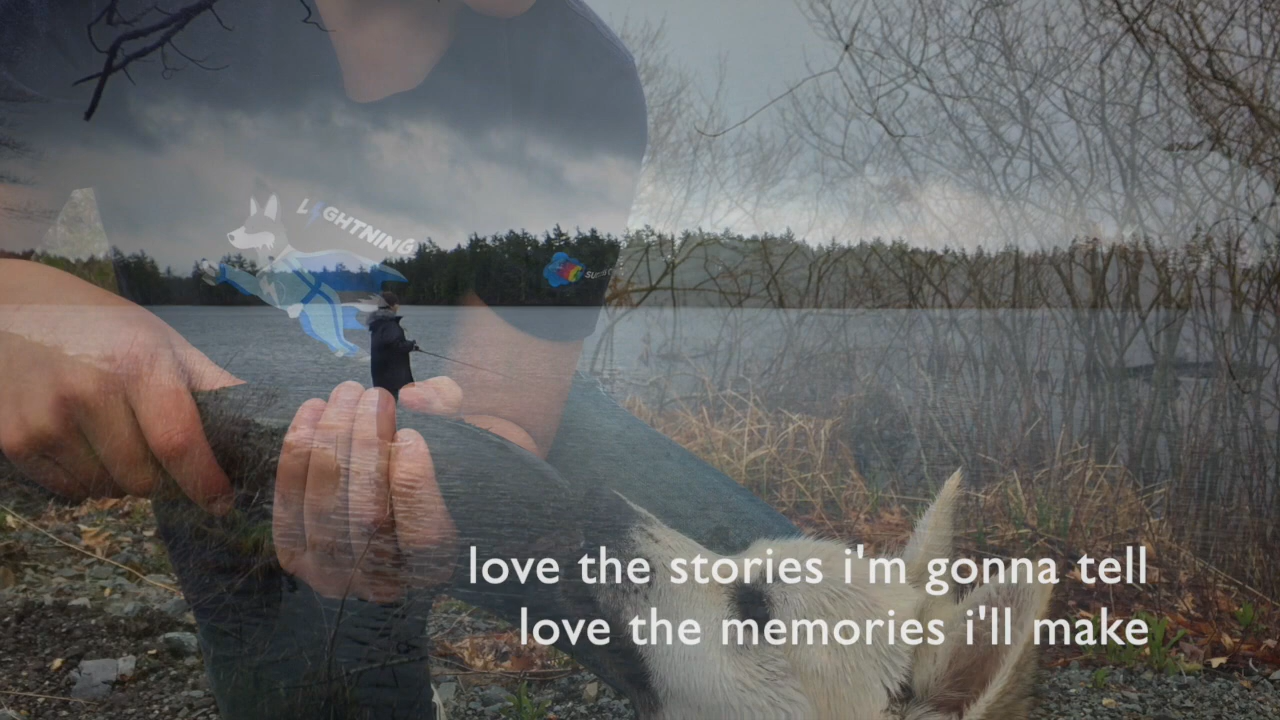 LIGHTNING
love the stories i'm gonna tell
love the memories i'll make